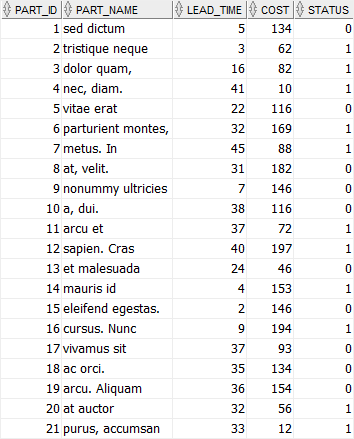 PART_ID PART_NAME LEAD_TIME COST STATUS
1 sed dictum 5 134 0
2 tristique neque 3 62 1
3 dolor quam, 16 82 1
4 nec, diam. 41 10 1
5 vitae erat 22 116 0
6 parturient montes, 32 169 1
7 metus. In 45 88 1
8 at, velit. 31 182 0
9 nonummy ultricies 7 146 0
10 a, dui. 38 116 0
11 arcu et 37 72 1
12 sapien. Cras 40 197 1
13 et malesuada 24 46 0
14 mauris id 4 153 1
15 eleifend egestas. 2 146 0
16 cursus. Nunc 9 194 1
17 vivamus sit 37 93 0
18 ac orci. 35 134 0
19 arcu. Aliquam 36 154 0
20 at auctor 32 56 1
21 purus, accumsan 33 12 1